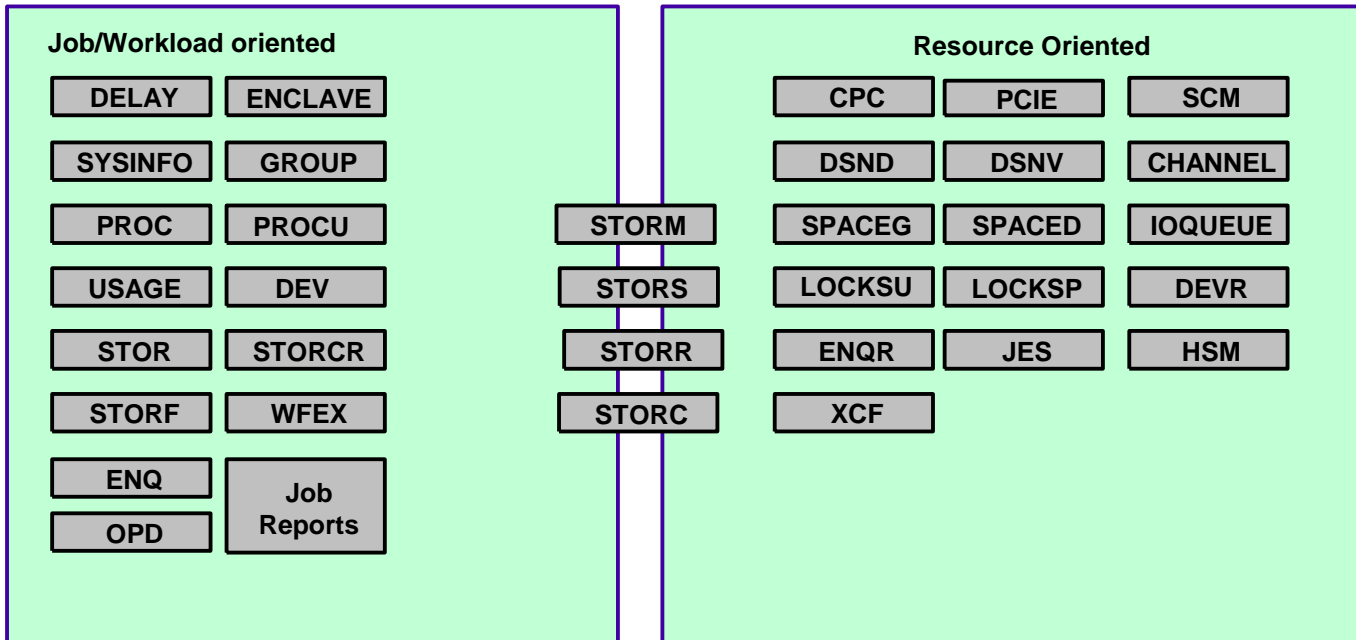 Job/Workload oriented
DELAY
ENCLAVE
SYSINFO
GROUP
PROC
PROCU
USAGE
DEV
STOR
STORCR
STORF
WFEX
ENQ
OPD
Job
Reports
STORM
STORS
STORR
STORC
Resource Oriented
CPC
PCIE
SCM
DSND
DSNV
CHANNEL
SPACEG
SPACED
IOQUEUE
LOCKSU
LOCKSP
DEVR
ENQR
JES
HSM
XCF